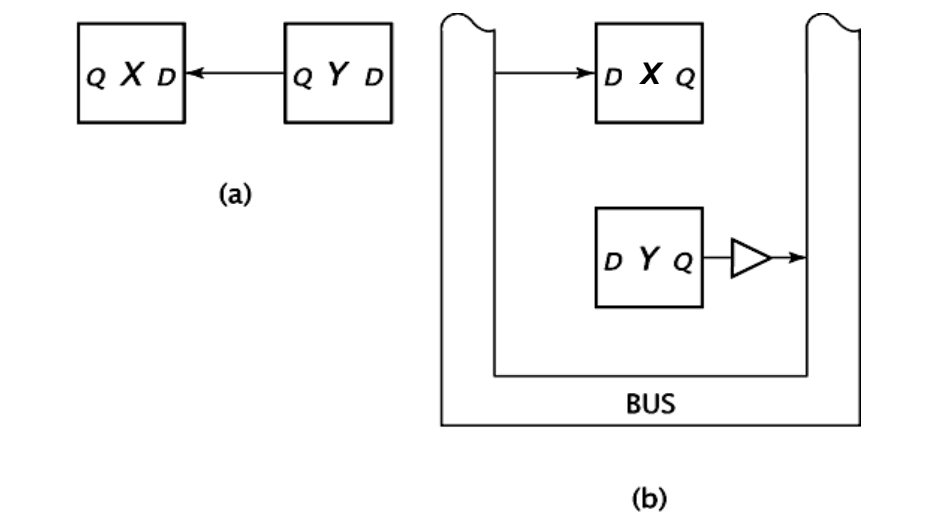 Q X D
Q Y D
(a)
D X Q
D Y Q
BUS
(b)